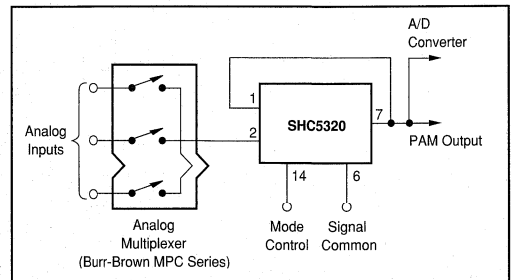 A/D
Converter
1
SHC5320
7
2
PAM Output
Analog
Inputs
14
6
Analog
Multiplexer
(Burr-Brown MPC Series)
Mode
Control
Signal
Common